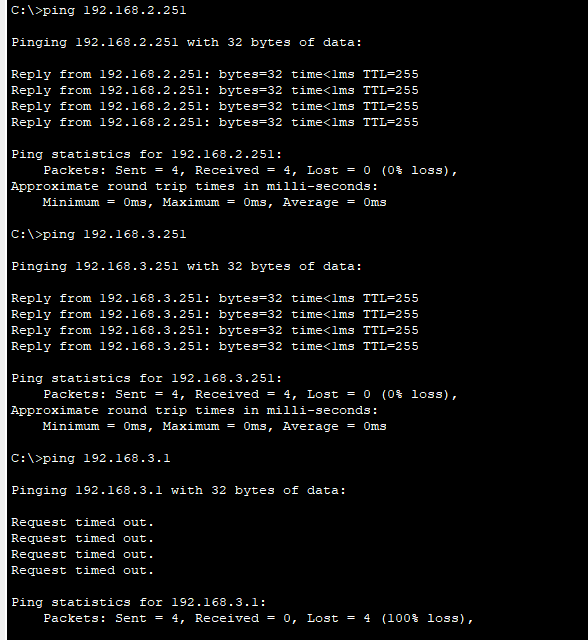 C:\>ping 192.168.2.251
Pinging 192.168.2.251 with 32 bytes of data:
Reply from 192.168.2.251: bytes=32 time<1ms TTL=255
Reply from 192.168.2.251: bytes=32 time<1ms TTL=255
Reply from 192.168.2.251: bytes=32 time<1ms TTL=255
Reply from 192.168.2.251: bytes=32 time<1ms TTL=255
Ping statistics for 192.168.2.251:
    Packets: Sent = 4, Received = 4, Lost = 0 (0% loss),
Approximate round trip times in milli-seconds:
    Minimum = 0ms, Maximum = 0ms, Average = 0ms
C:\>ping 192.168.3.251
Pinging 192.168.3.251 with 32 bytes of data:
Reply from 192.168.3.251: bytes=32 time<1ms TTL=255
Reply from 192.168.3.251: bytes=32 time<1ms TTL=255
Reply from 192.168.3.251: bytes=32 time<1ms TTL=255
Reply from 192.168.3.251: bytes=32 time<1ms TTL=255
Ping statistics for 192.168.3.251:
    Packets: Sent = 4, Received = 4, Lost = 0 (0% loss),
Approximate round trip times in milli-seconds:
    Minimum = 0ms, Maximum = 0ms, Average = 0ms
C:\>ping 192.168.3.1
Pinging 192.168.3.1 with 32 bytes of data:
Request timed out.
Request timed out.
Request timed out.
Request timed out.
Ping statistics for 192.168.3.1:
    Packets: Sent = 4, Received = 0, Lost = 4 (100% loss),